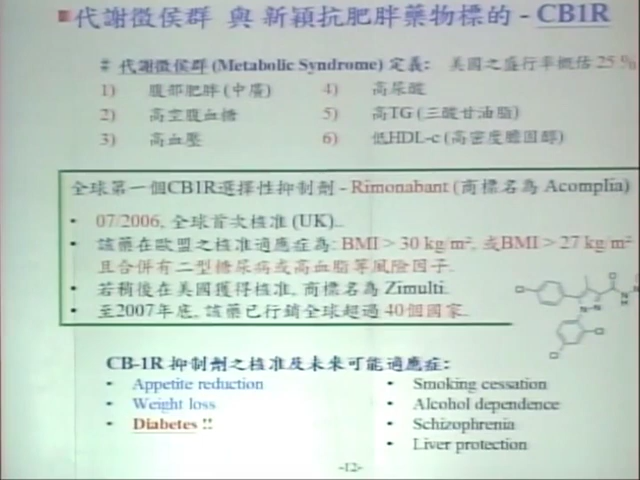 代謝徵侯群 與 新穎抗肥胖藥物標的 - CB1R
# 代謝徵侯群 (Metabolic Syndrome) 定義: 美國之盛行率概估 25 %
1) 腹部肥胖 (中廣) 4) 高尿酸
2) 高空腹血糖 5) 高TG (三酸甘油脂)
3) 高血壓 6) 低HDL-c (高密度膽固醇)
全球第一個CB1R選擇性抑制劑 - Rimonabant (商標名為 Acomplia)
• 07/2006, 全球首次核准 (UK)..
• 該藥在歐盟之核准適應症為: BMI > 30 kg/m², 或BMI > 27 kg/m²
且合併有二型糖尿病或高血脂等風險因子.
• 若稍後在美國獲得核准, 商標名為 Zimulti.
• 至2007年底, 該藥已行銷全球超過 40個國家.
Cl
O
N
H
N
N
Cl
Cl
CB-1R 抑制劑之核准及未來可能適應症:
• Appetite reduction
• Weight loss
• Diabetes !!
• Smoking cessation
• Alcohol dependence
• Schizophrenia
• Liver protection
-12-